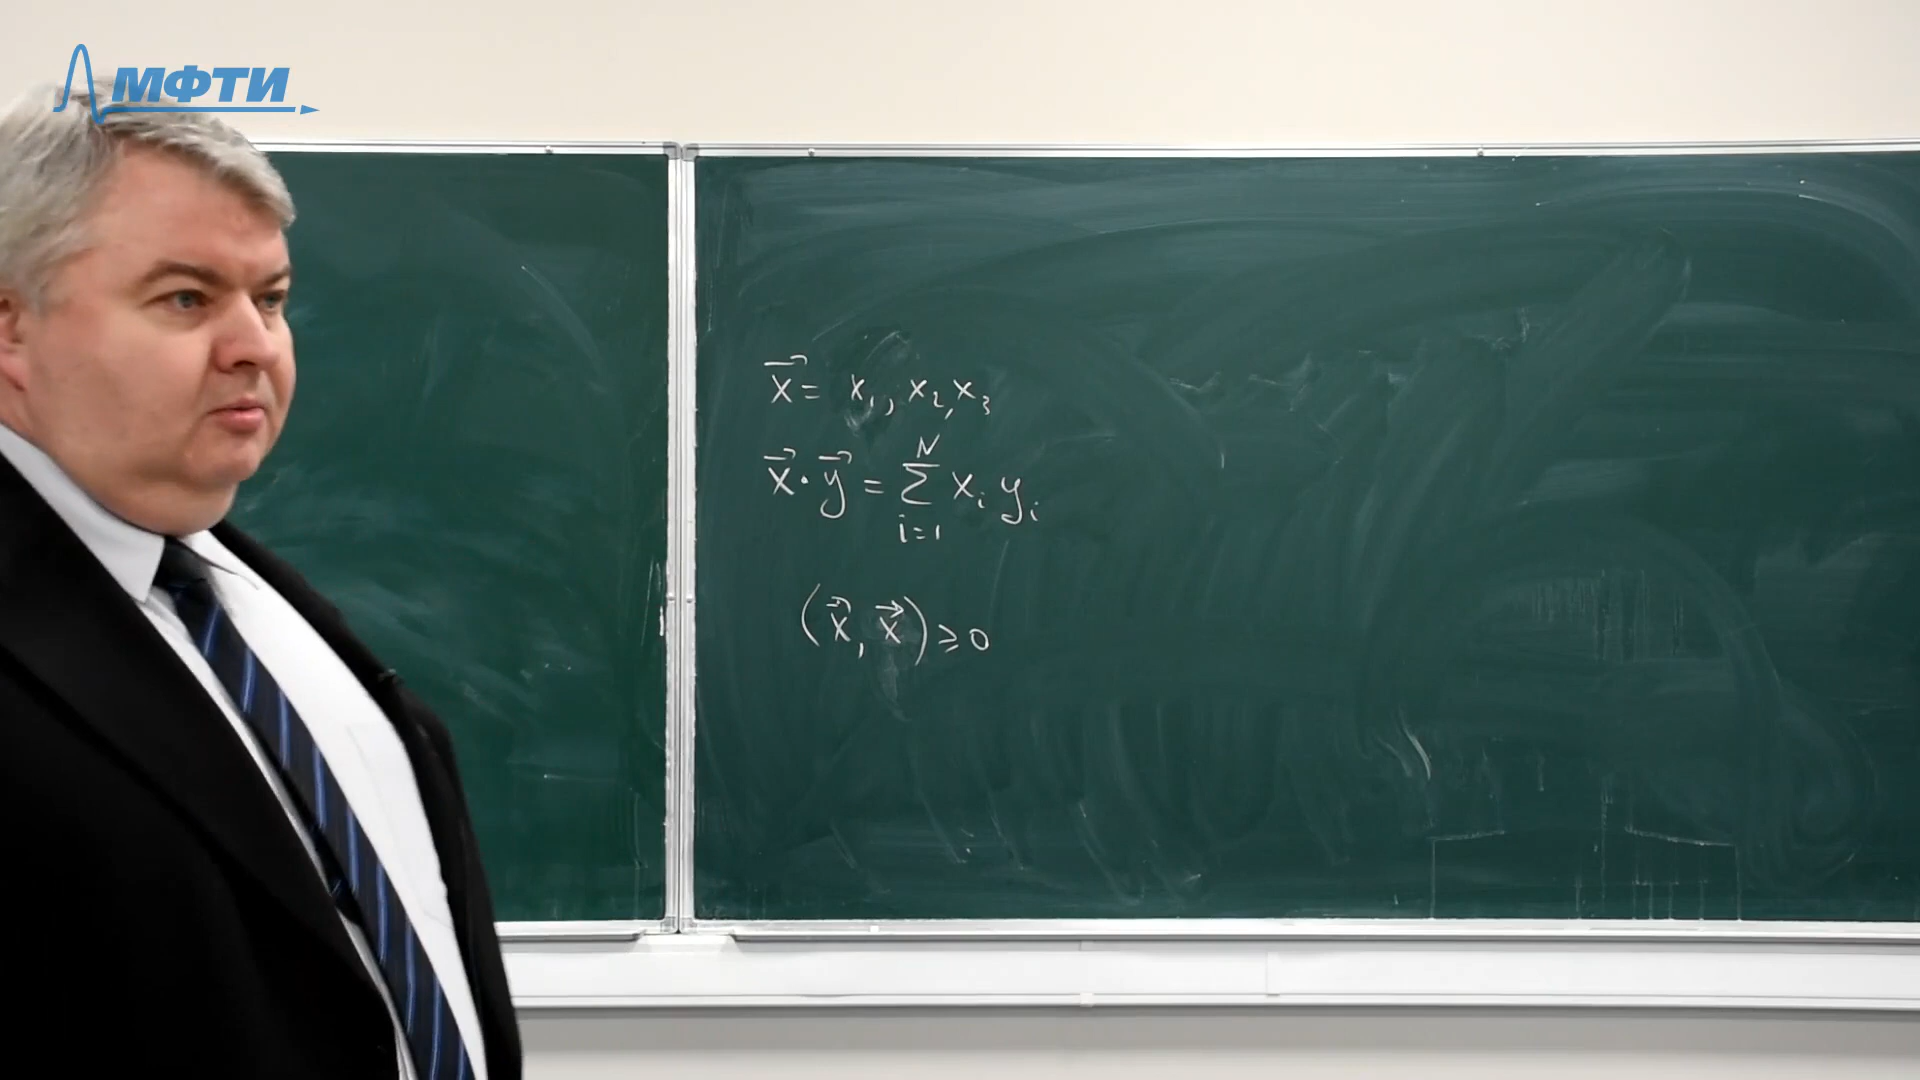 МФТИ
x⃗ = x₁, x₂, x₃
x⃗ · y⃗ = ∑ᵢ₌₁ᴺ xᵢ yᵢ
(x⃗, x⃗) ⩾ 0